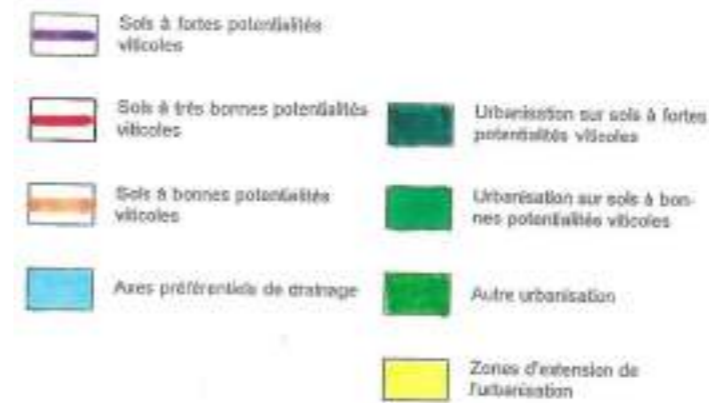 Sols à fortes potentialités
viticoles
Sols à très bonnes potentialités
viticoles
Sols à bonnes potentialités
viticoles
Axes préférentiels de drainage
Urbanisation sur sols à fortes
potentialités viticoles
Urbanisation sur sols à bon-
nes potentialités viticoles
Autre urbanisation
Zones d'extension de
l'urbanisation